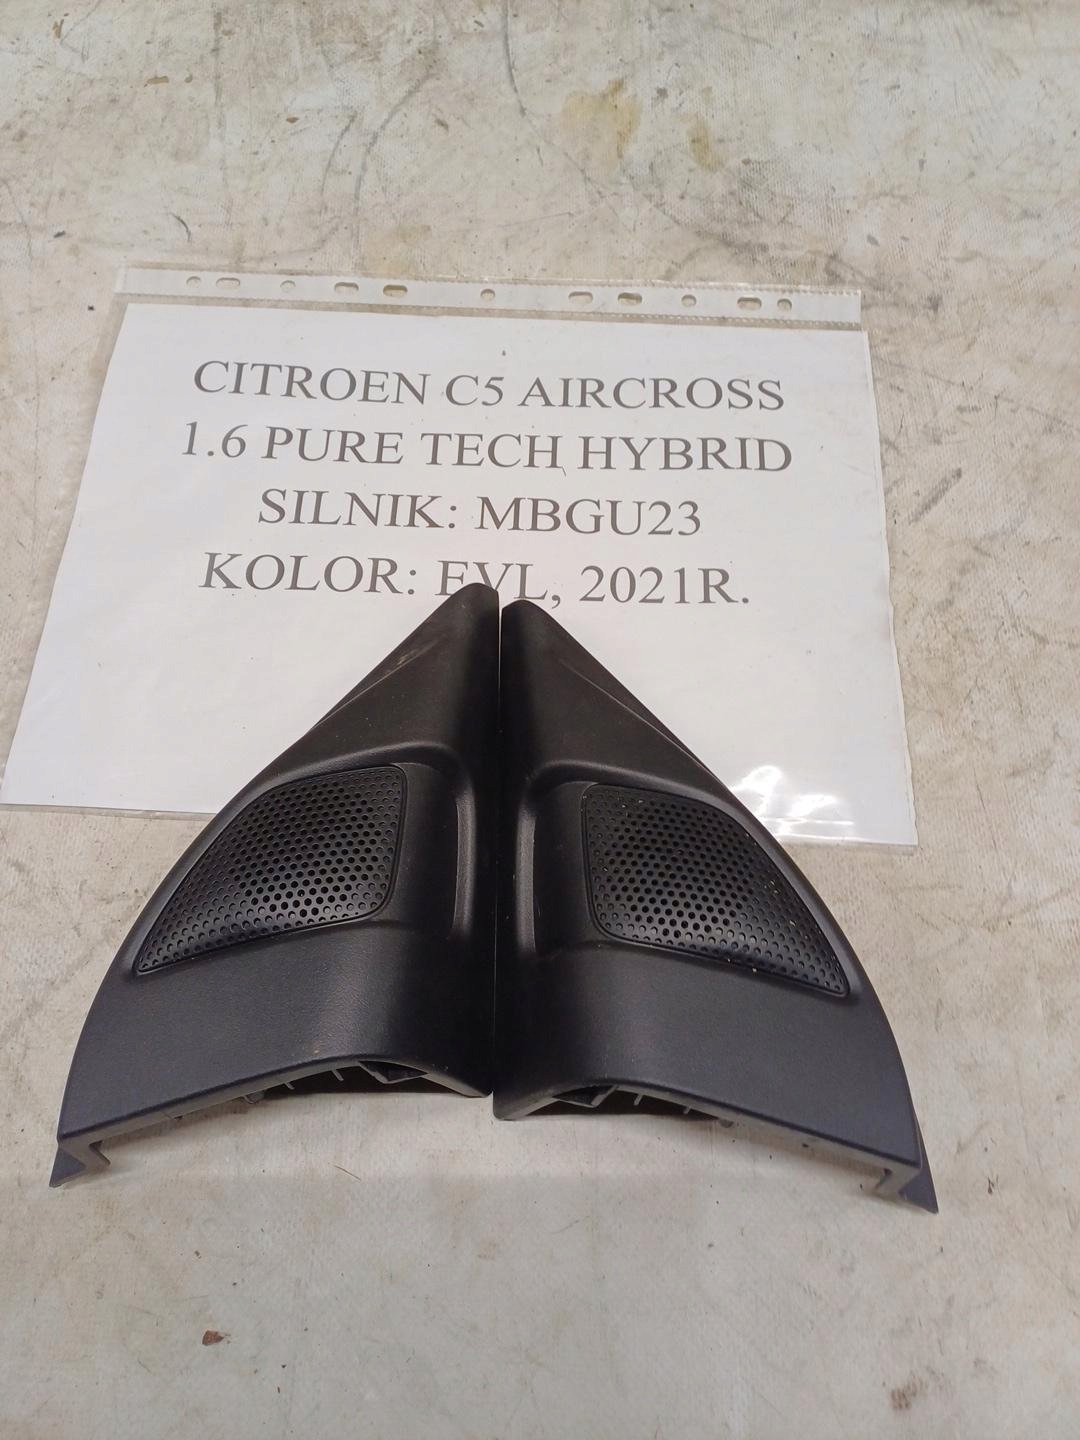 CITROEN C5 AIRCROSS
1.6 PURE TECH HYBRID
SILNIK: MBGU23
KOLOR: EVL, 2021R.